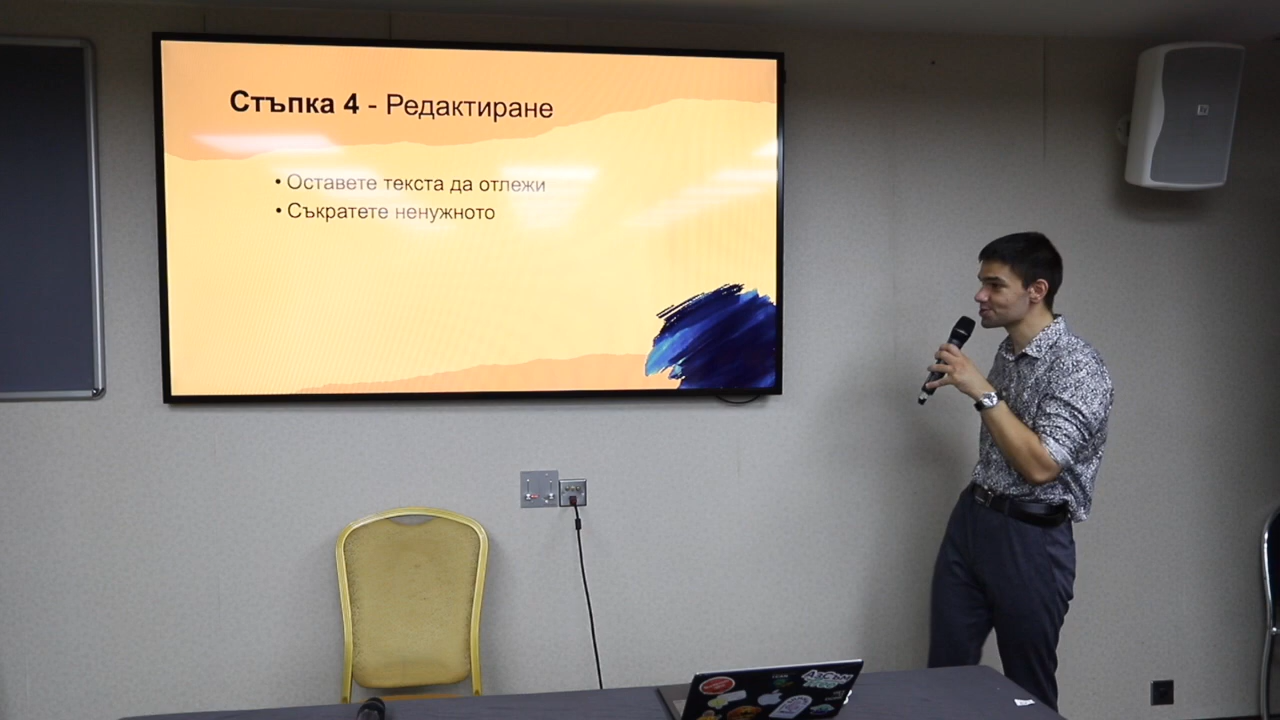 Стъпка 4 - Редактиране
• Оставете текста да отлежи
• Съкратете ненужното